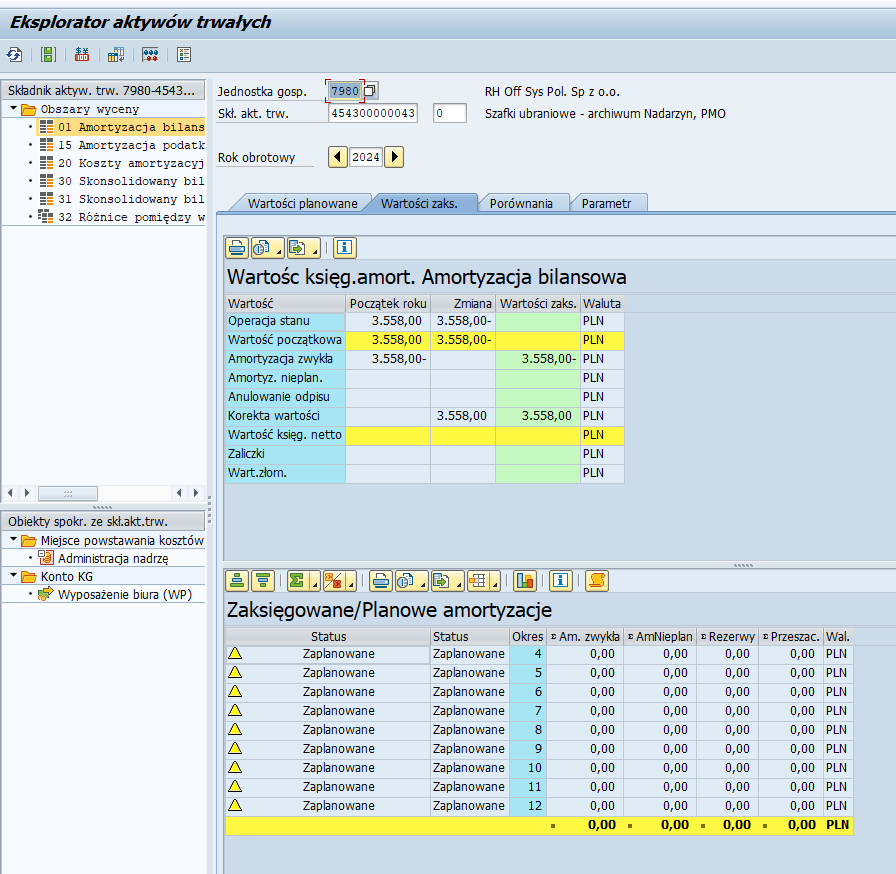 Eksplorator aktywów trwałych
Składnik aktyw. trw. 7980-4543...
Obszary wyceny
01 Amortyzacja bilans
15 Amortyzacja podatk
20 Koszty amortyzacyj
30 Skonsolidowany bil
31 Skonsolidowany bil
32 Różnice pomiędzy w
Obiekty spokr. ze skł.akt.trw.
Miejsce powstawania kosztów
Administracja nadrzę
Konto KG
Wyposażenie biura (WP)
Jednostka gosp. 7980 RH Off Sys Pol. Sp z o.o.
Skł. akt. trw. 454300000043 0 Szafki ubraniowe - archiwum Nadarzyn, PMO
Rok obrotowy 2024
Wartości planowane Wartości zaks. Porównania Parametr
Wartośc księg.amort. Amortyzacja bilansowa
Wartość Początek roku Zmiana Wartości zaks. Waluta
Operacja stanu 3.558,00 3.558,00- PLN
Wartość początkowa 3.558,00 3.558,00- PLN
Amortyzacja zwykła 3.558,00- 3.558,00- PLN
Amortyz. nieplan. PLN
Anulowanie odpisu PLN
Korekta wartości 3.558,00 3.558,00 PLN
Wartość księg. netto PLN
Zaliczki PLN
Wart.złom. PLN
Zaksięgowane/Planowe amortyzacje
Status Status Okres Am. zwykła AmNieplan Rezerwy Przeszac. Wal.
Zaplanowane Zaplanowane 4 0,00 0,00 0,00 0,00 PLN
Zaplanowane Zaplanowane 5 0,00 0,00 0,00 0,00 PLN
Zaplanowane Zaplanowane 6 0,00 0,00 0,00 0,00 PLN
Zaplanowane Zaplanowane 7 0,00 0,00 0,00 0,00 PLN
Zaplanowane Zaplanowane 8 0,00 0,00 0,00 0,00 PLN
Zaplanowane Zaplanowane 9 0,00 0,00 0,00 0,00 PLN
Zaplanowane Zaplanowane 10 0,00 0,00 0,00 0,00 PLN
Zaplanowane Zaplanowane 11 0,00 0,00 0,00 0,00 PLN
Zaplanowane Zaplanowane 12 0,00 0,00 0,00 0,00 PLN
0,00 0,00 0,00 0,00 PLN